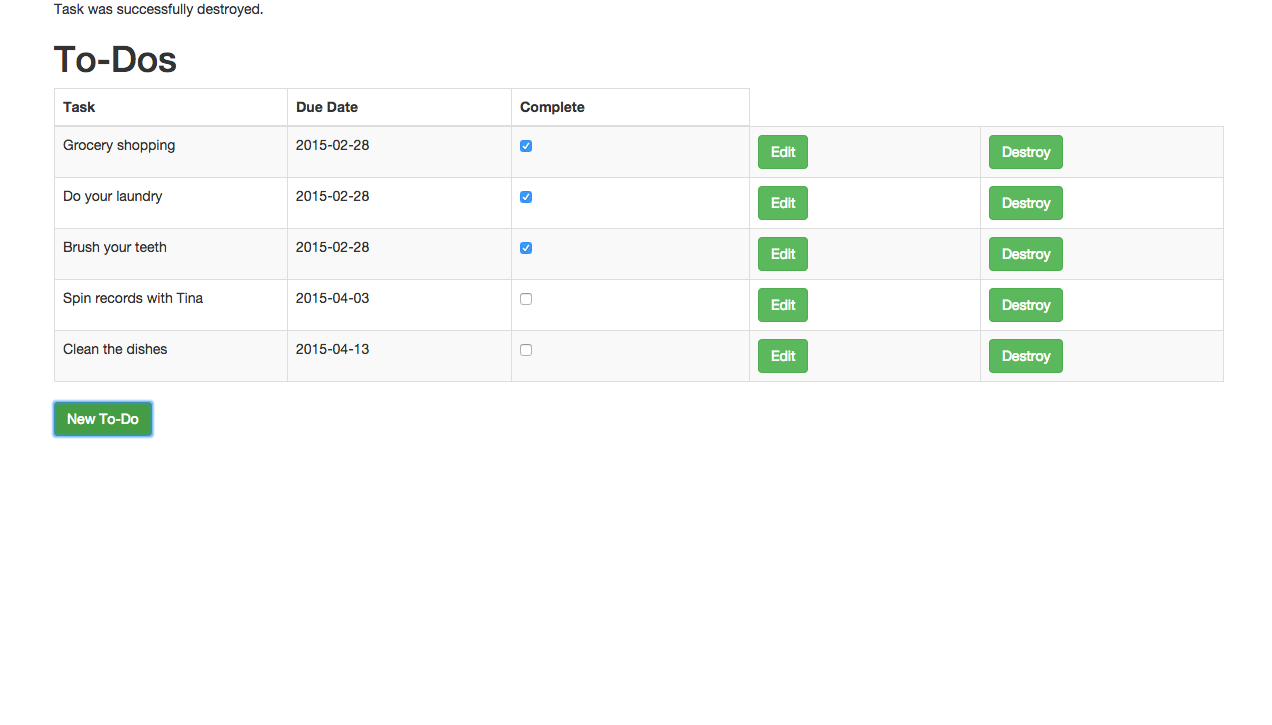 Task was successfully destroyed.
To-Dos
Task Due Date Complete
Grocery shopping 2015-02-28 Edit Destroy
Do your laundry 2015-02-28 Edit Destroy
Brush your teeth 2015-02-28 Edit Destroy
Spin records with Tina 2015-04-03 Edit Destroy
Clean the dishes 2015-04-13 Edit Destroy
New To-Do